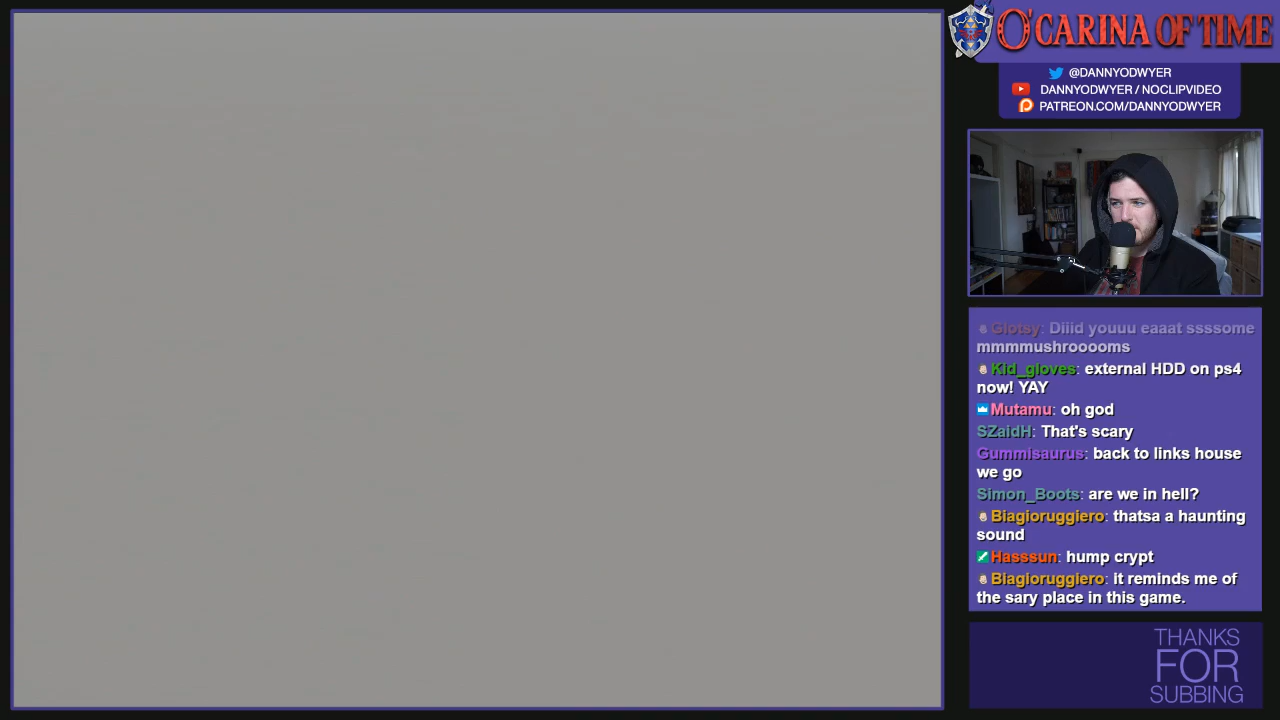 O'CARINA OF TIME
@DANNYODWYER
DANNYODWYER / NOCLIPVIDEO
PATREON.COM/DANNYODWYER
Glotsy: Diiid youuu eaaat ssssome
mmmmushrooooms
Kid_gloves: external HDD on ps4
now! YAY
Mutamu: oh god
SZaidH: That's scary
Gummisaurus: back to links house
we go
Simon_Boots: are we in hell?
Biagioruggiero: thatsa a haunting
sound
Hasssun: hump crypt
Biagioruggiero: it reminds me of
the sary place in this game.
THANKS
FOR
SUBBING